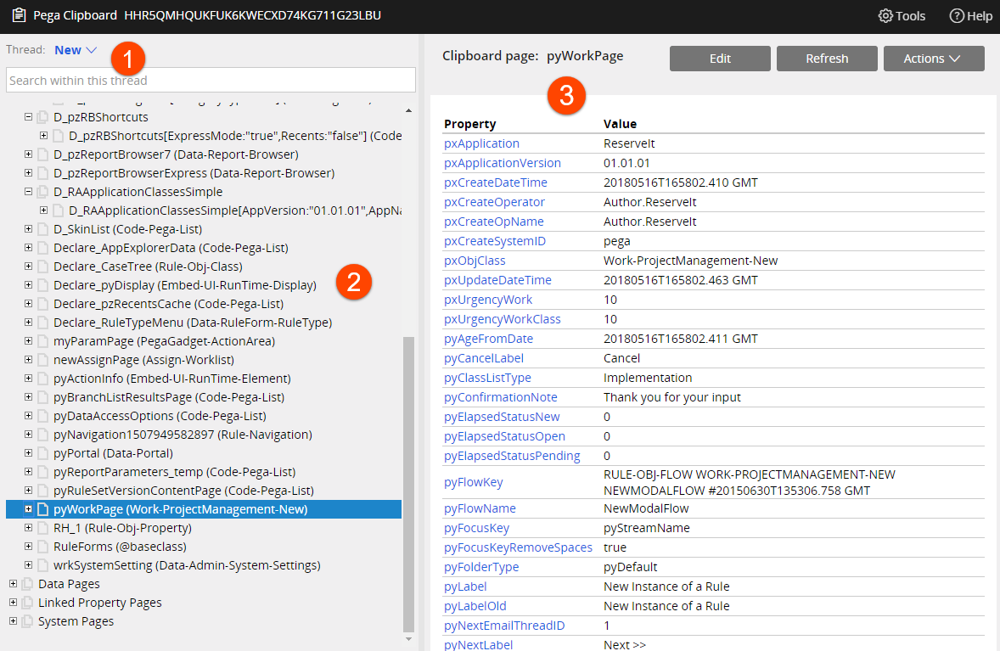 Pega Clipboard HHR5QMHQUKFUK6KWECXD74KG711G23LBU
Tools
Help
Thread: New
1
Search within this thread
D_pzRBShortcuts
D_pzRBShortcuts[ExpressMode:"true",Recents:"false"] (Code
D_pzReportBrowser7 (Data-Report-Browser)
D_pzReportBrowserExpress (Data-Report-Browser)
D_RAApplicationClassesSimple
D_RAApplicationClassesSimple[AppVersion:"01.01.01",AppNa
D_SkinList (Code-Pega-List)
Declare_AppExplorerData (Code-Pega-List)
Declare_CaseTree (Rule-Obj-Class)
Declare_pyDisplay (Embed-UI-RunTime-Display)
2
Declare_pzRecentsCache (Code-Pega-List)
Declare_RuleTypeMenu (Data-RuleForm-RuleType)
myParamPage (PegaGadget-ActionArea)
newAssignPage (Assign-Worklist)
pyActionInfo (Embed-UI-RunTime-Element)
pyBranchListResultsPage (Code-Pega-List)
pyDataAccessOptions (Code-Pega-List)
pyNavigation1507949582897 (Rule-Navigation)
pyPortal (Data-Portal)
pyReportParameters_temp (Code-Pega-List)
pyRuleSetVersionContentPage (Code-Pega-List)
pyWorkPage (Work-ProjectManagement-New)
RH_1 (Rule-Obj-Property)
RuleForms (@baseclass)
wrkSystemSetting (Data-Admin-System-Settings)
Data Pages
Linked Property Pages
System Pages
Clipboard page: pyWorkPage
Edit
Refresh
Actions
3
Property Value
pxApplication ReserveIt
pxApplicationVersion 01.01.01
pxCreateDateTime 20180516T165802.410 GMT
pxCreateOperator Author.ReserveIt
pxCreateOpName Author.ReserveIt
pxCreateSystemID pega
pxObjClass Work-ProjectManagement-New
pxUpdateDateTime 20180516T165802.463 GMT
pxUrgencyWork 10
pxUrgencyWorkClass 10
pyAgeFromDate 20180516T165802.411 GMT
pyCancelLabel Cancel
pyClassListType Implementation
pyConfirmationNote Thank you for your input
pyElapsedStatusNew 0
pyElapsedStatusOpen 0
pyElapsedStatusPending 0
pyFlowKey RULE-OBJ-FLOW WORK-PROJECTMANAGEMENT-NEW
NEWMODALFLOW #20150630T135306.758 GMT
pyFlowName NewModalFlow
pyFocusKey pyStreamName
pyFocusKeyRemoveSpaces true
pyFolderType pyDefault
pyLabel New Instance of a Rule
pyLabelOld New Instance of a Rule
pyNextEmailThreadID 1
pyNextLabel Next >>